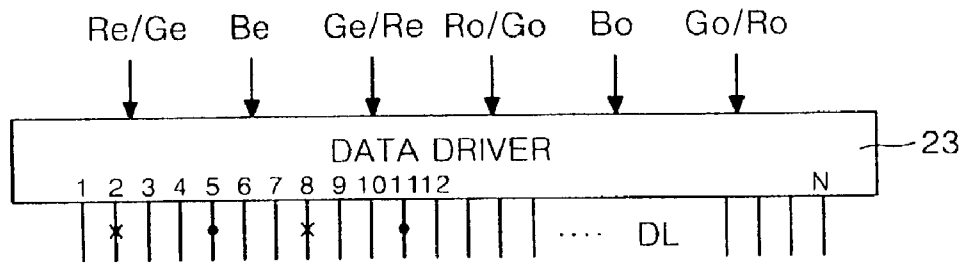 Re/Ge Be Ge/Re Ro/Go Bo Go/Ro
DATA DRIVER
23
1 2 3 4 5 6 7 8 9 10 11 12 N
.... DL